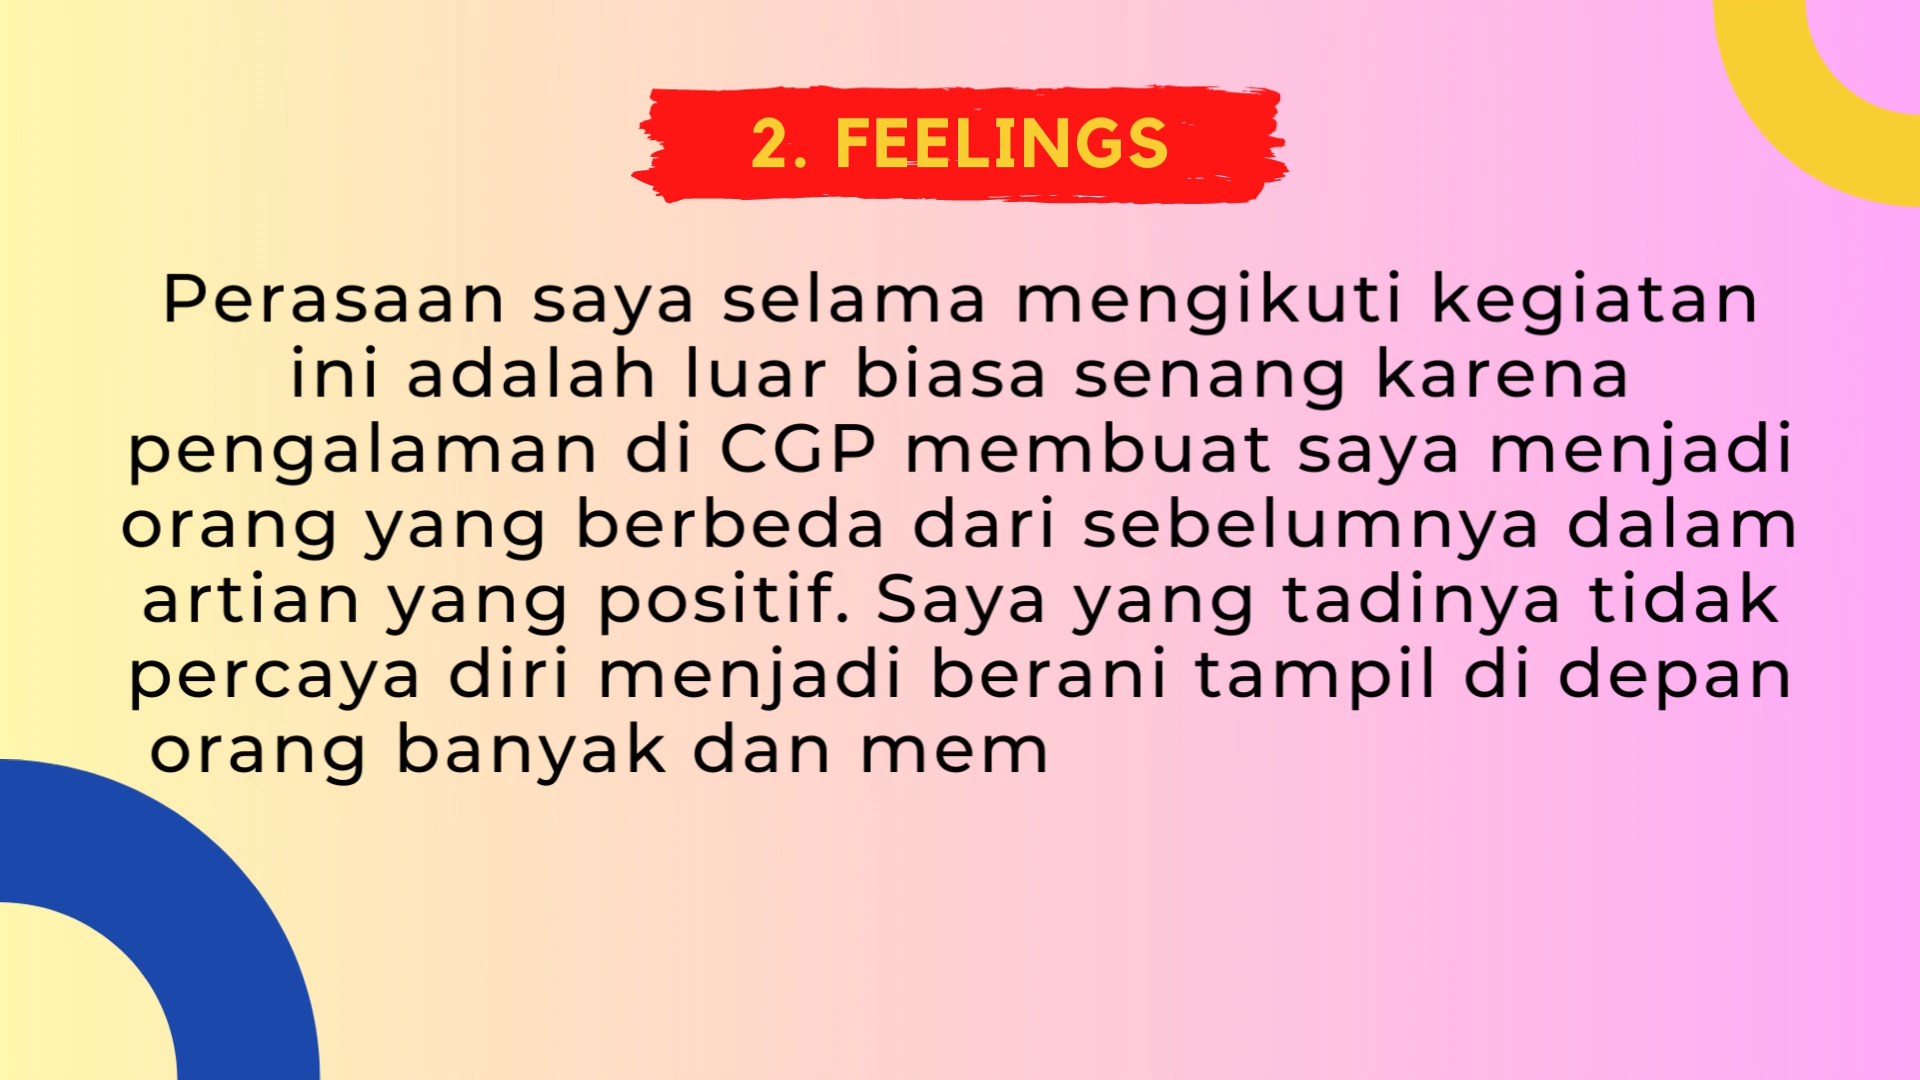 2. FEELINGS
Perasaan saya selama mengikuti kegiatan
ini adalah luar biasa senang karena
pengalaman di CGP membuat saya menjadi
orang yang berbeda dari sebelumnya dalam
artian yang positif. Saya yang tadinya tidak
percaya diri menjadi berani tampil di depan
orang banyak dan mem